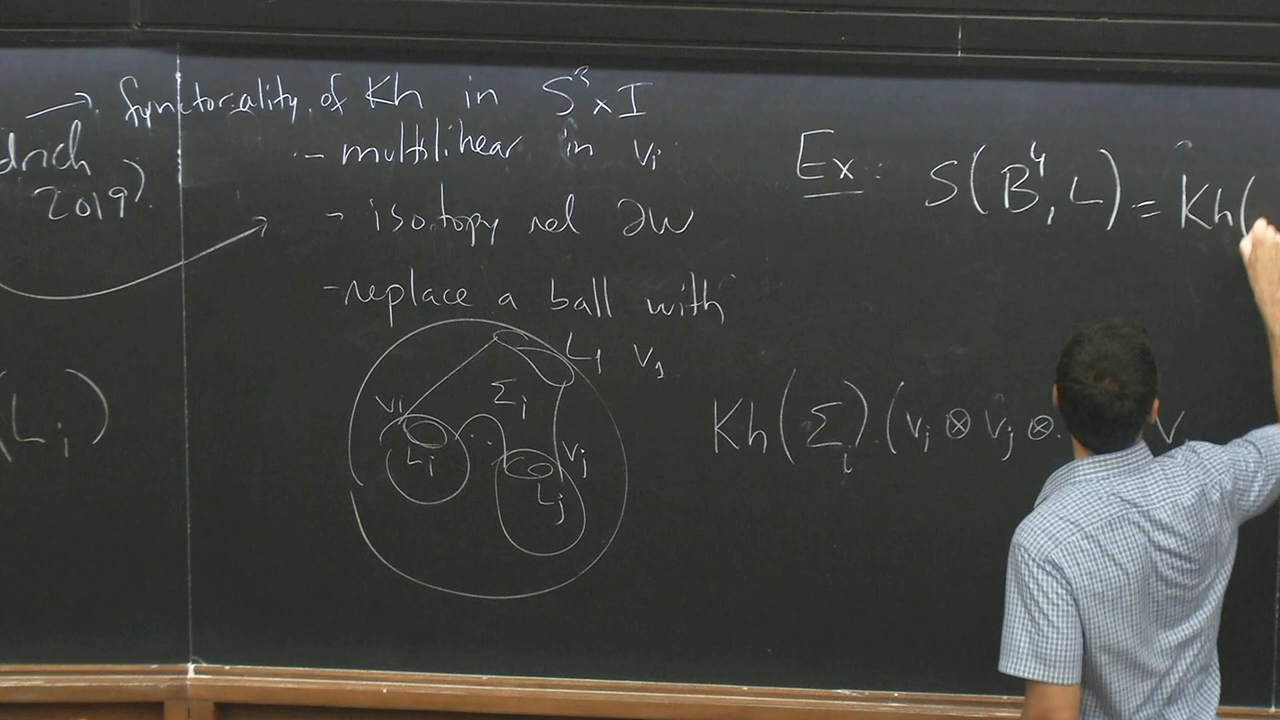 → functoriality of Kh in S³×I
drich
2019)
- multilinear in vᵢ
- isotopy rel ∂W
- replace a ball with
L₁ v₁
vᵢ Σᵢ
Lᵢ vⱼ
Lⱼ
(Lᵢ)
Ex: S(B⁴, L) = Kh(
Kh(Σᵢ)(vᵢ ⊗ vⱼ ⊗ . v